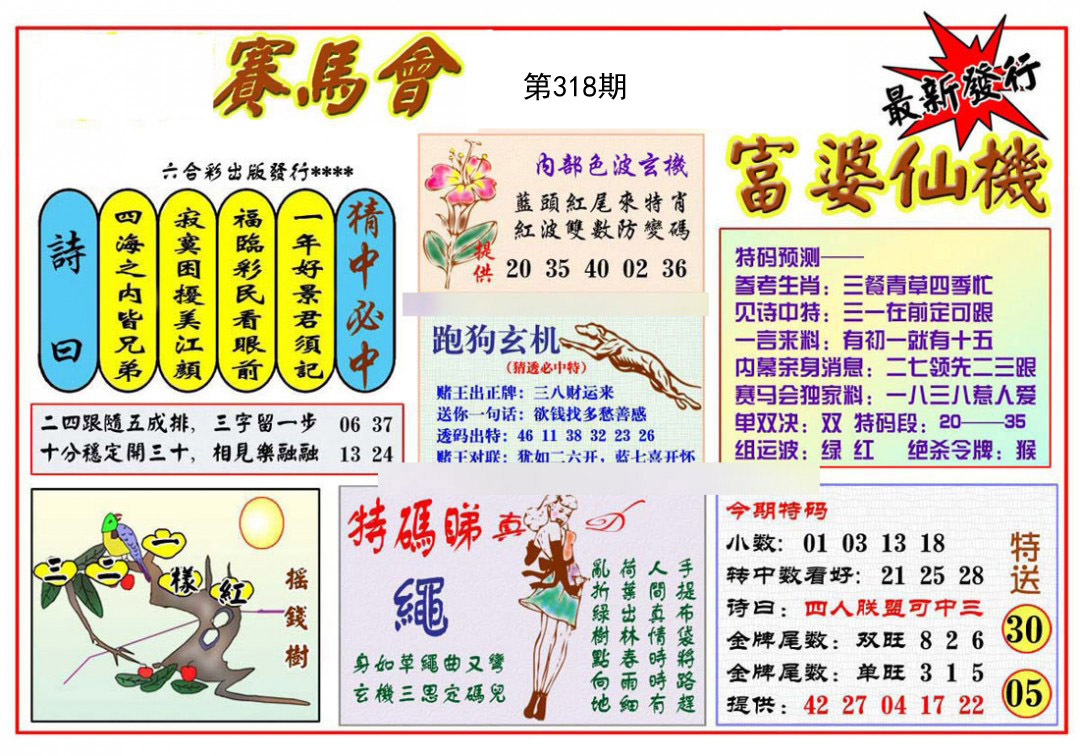 賽馬會
第318期
最新發行
六合彩出版發行****
猜中必中
一年好景君須記
福臨彩民看眼前
寂寞困擾美江顏
四海之内皆兄弟
詩曰
二四跟隨五成排，三字留一步 06 37
十分穩定開三十，相見樂融融 13 24
内部色波玄機
藍頭紅尾來特肖
紅波雙數防變碼
提供
20 35 40 02 36
跑狗玄机
（猜透必中特）
赌王出正牌：三八财运来
送你一句话：欲钱找多愁善感
透码出特：46 11 38 32 23 26
赌王对联：犹如二六开，蓝七喜开怀
富婆仙機
特码预测——
参考生肖：三餐青草四季忙
见诗中特：三一在前定可跟
一言来料：有初一就有十五
内幕亲身消息：二七领先二三跟
赛马会独家料：一八三八惹人爱
单双决：双 特码段：20——35
组运波：绿 红 绝杀令牌：猴
三二一樣紅
摇錢樹
特碼睇真D
繩
身如草繩曲又彎
玄機三思定碼兒
手提布袋將路趕
人間真情時時有
荷葉出林春雨細
亂折綠樹點向地
今期特码
小数：01 03 13 18
转中数看好：21 25 28
诗曰：四人联盟可中三
金牌尾数：双旺 8 2 6
金牌尾数：单旺 3 1 5
提供：42 27 04 17 22
特送
30
05